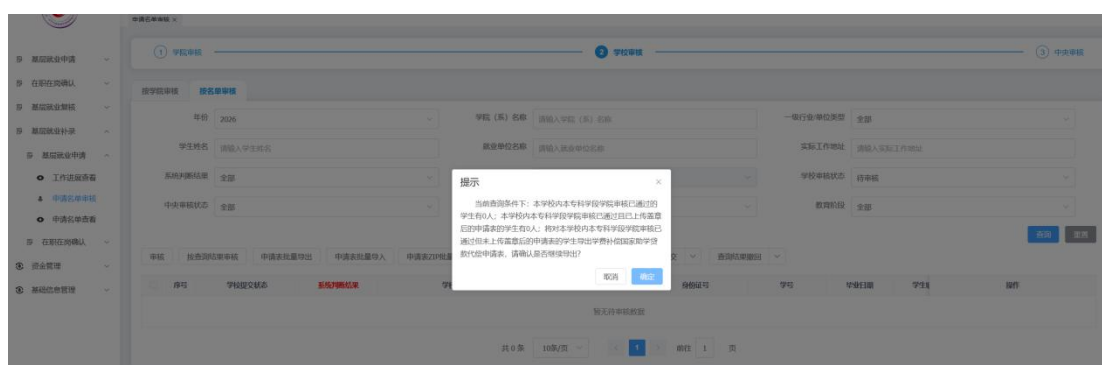 申请名单审核 ×
1 学院审核
2 学校审核
3 中央审核
基层就业申请
在职在岗确认
基层就业复核
基层就业补录
基层就业申请
工作进展查看
申请名单审核
申请名单查看
在职在岗确认
资金管理
基础信息管理
按学院审核 按名单审核
年份 2026 学院（系）名称 请输入学院（系）名称 一级行业/单位类型 全部
学生姓名 请输入学生姓名 就业单位名称 请输入就业单位名称 实际工作地址 请输入实际工作地址
系统判断结果 全部 学校审核状态 待审核
中央审核状态 全部 教育阶段 全部
查询 重置
审核 按查询结果审核 申请表批量导出 申请表批量导入 申请表ZIP批量 交 查询结果撤回
序号 学校提交状态 系统判断结果 学 身份证号 学号 毕业日期 学生 操作
暂无待审核数据
共 0 条 10条/页 < 1 > 前往 1 页
提示 ×
当前查询条件下：本学校内本专科学段学院审核已通过的
学生有0人；本学校内本专科学段学院审核已通过且已上传盖章
后的申请表的学生有0人；将对本学校内本专科学段学院审核已
通过但未上传盖章后的申请表的学生导出学费补偿国家助学贷
款代偿申请表，请确认是否继续导出？
取消 确定